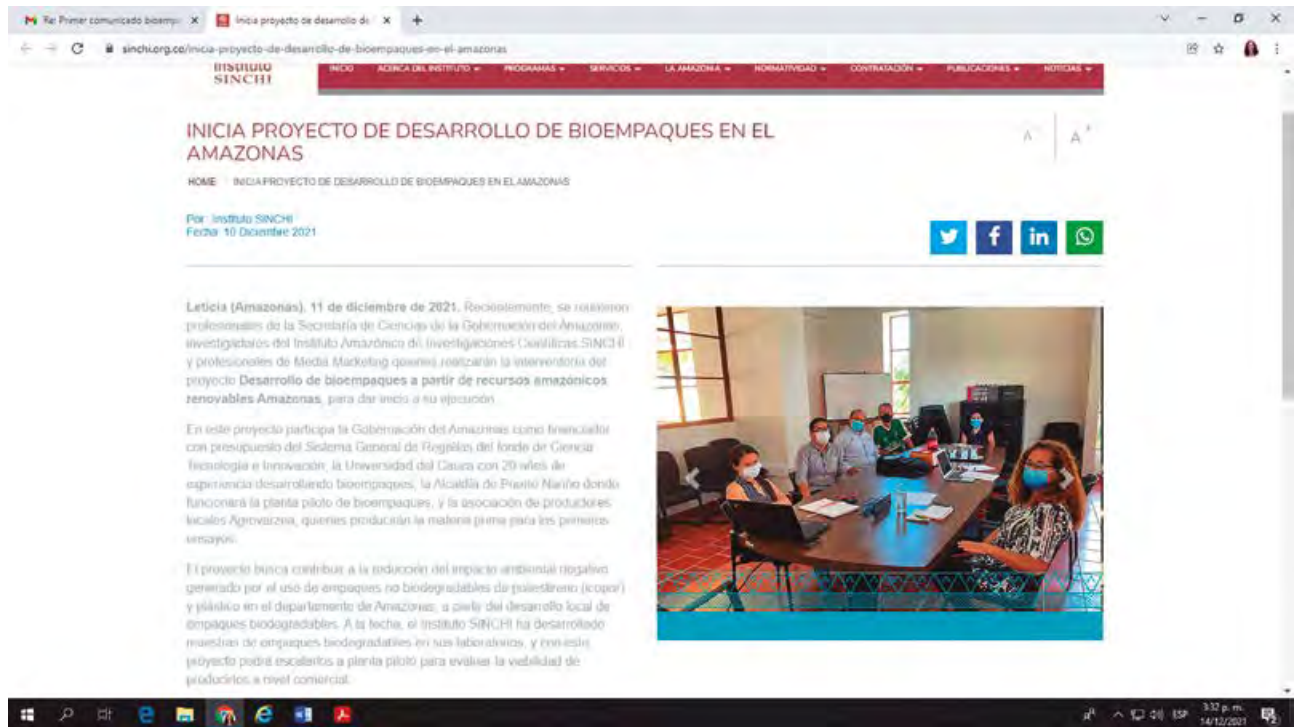 Re: Primer comunicado bioemp
Inicia proyecto de desarrollo de
sinchi.org.co/inicia-proyecto-de-desarrollo-de-bioempaques-en-el-amazonas
Instituto
SINCHI
INICIO ACERCA DEL INSTITUTO PROGRAMAS SERVICIOS LA AMAZONIA NORMATIVIDAD CONTRATACIÓN PUBLICACIONES NOTICIAS
INICIA PROYECTO DE DESARROLLO DE BIOEMPAQUES EN EL
AMAZONAS
A- A+
HOME INICIA PROYECTO DE DESARROLLO DE BIOEMPAQUES EN EL AMAZONAS
Por: Instituto SINCHI
Fecha: 10 Diciembre 2021
Leticia (Amazonas), 11 de diciembre de 2021. Recientemente, se reunieron
profesionales de la Secretaría de Ciencias de la Gobernación del Amazonas,
investigadores del Instituto Amazónico de Investigaciones Científicas SINCHI
y profesionales de Media Marketing quienes realizarán la interventoría del
proyecto Desarrollo de bioempaques a partir de recursos amazónicos
renovables Amazonas, para dar inicio a su ejecución.
En este proyecto participa la Gobernación del Amazonas como financiador
con presupuesto del Sistema General de Regalías del fondo de Ciencia
Tecnología e Innovación, la Universidad del Cauca con 20 años de
experiencia desarrollando bioempaques, la Alcaldía de Puerto Nariño donde
funcionará la planta piloto de bioempaques, y la asociación de productores
locales Agrovarzea, quienes producirán la materia prima para los primeros
ensayos.
El proyecto busca contribuir a la reducción del impacto ambiental negativo
generado por el uso de empaques no biodegradables de poliestireno (icopor)
y plástico en el departamento de Amazonas, a partir del desarrollo local de
empaques biodegradables. A la fecha, el Instituto SINCHI ha desarrollado
muestras de empaques biodegradables en sus laboratorios, y con este
proyecto podrá escalarlos a planta piloto para evaluar la viabilidad de
producirlos a nivel comercial.
ESP
3:32 p. m.
14/12/2021